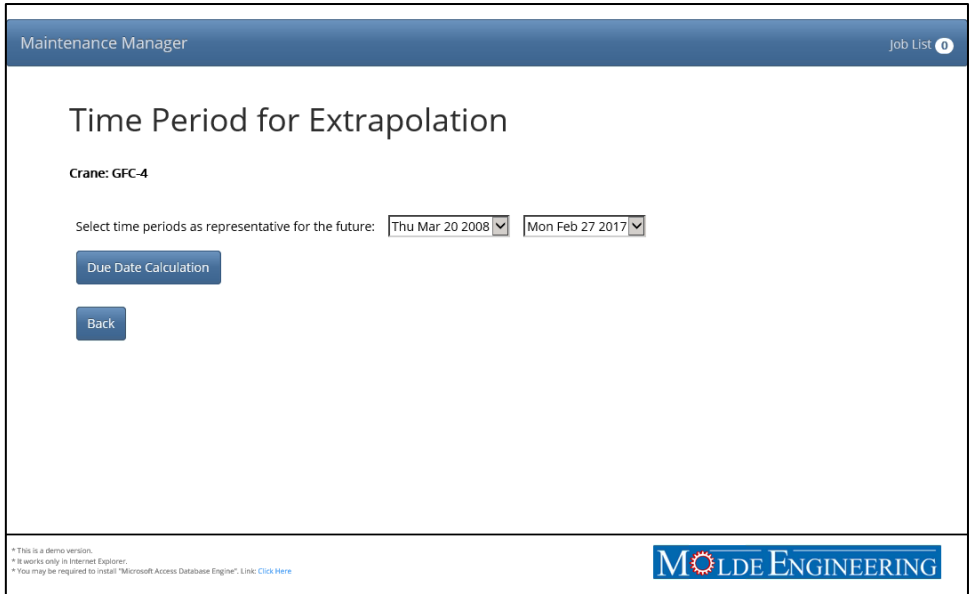 Maintenance Manager Job List 0
Time Period for Extrapolation
Crane: GFC-4
Select time periods as representative for the future: Thu Mar 20 2008 Mon Feb 27 2017
Due Date Calculation
Back
* This is a demo version.
* It works only in Internet Explorer.
* You may be required to install "Microsoft Access Database Engine". Link: Click Here
MOLDE ENGINEERING